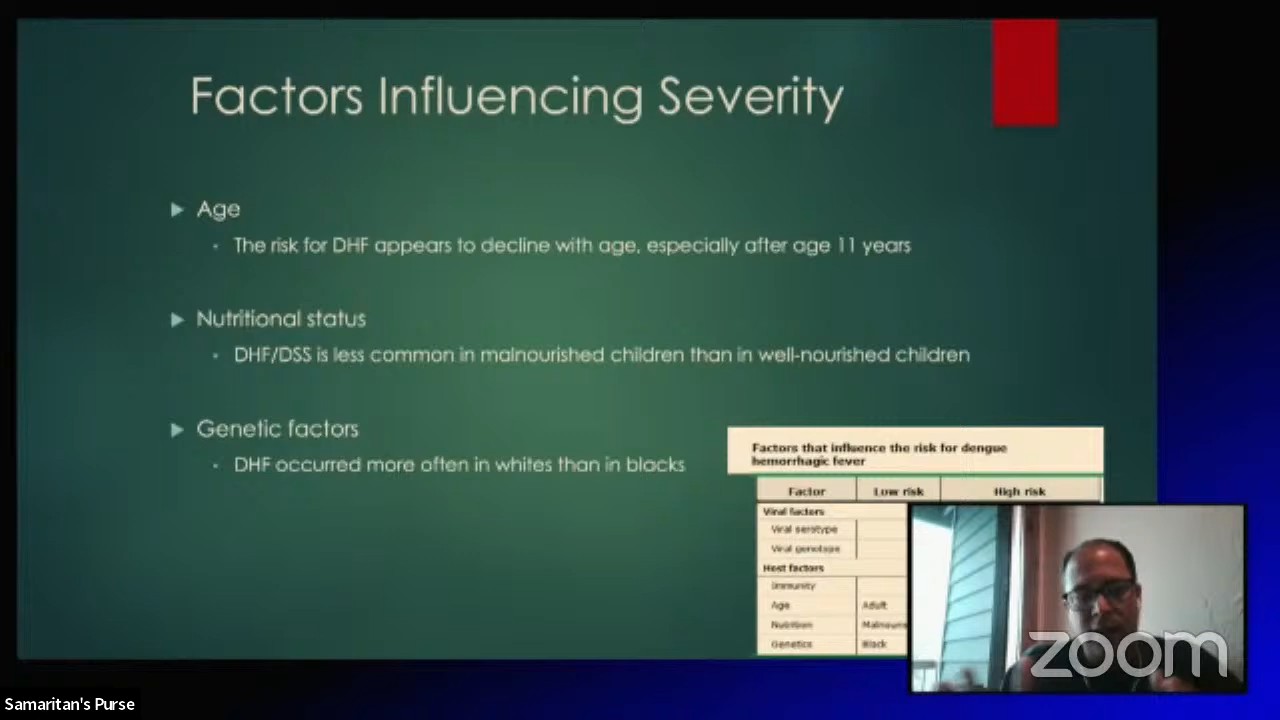 Factors Influencing Severity
Age
The risk for DHF appears to decline with age, especially after age 11 years
Nutritional status
DHF/DSS is less common in malnourished children than in well-nourished children
Genetic factors
DHF occurred more often in whites than in blacks
Factors that influence the risk for dengue
hemorrhagic fever
Factor Low risk High risk
Viral factors
Viral serotype
Viral genotype
Host factors
Immunity
Age Adult
Nutrition
Genetics Black
zoom
Samaritan's Purse